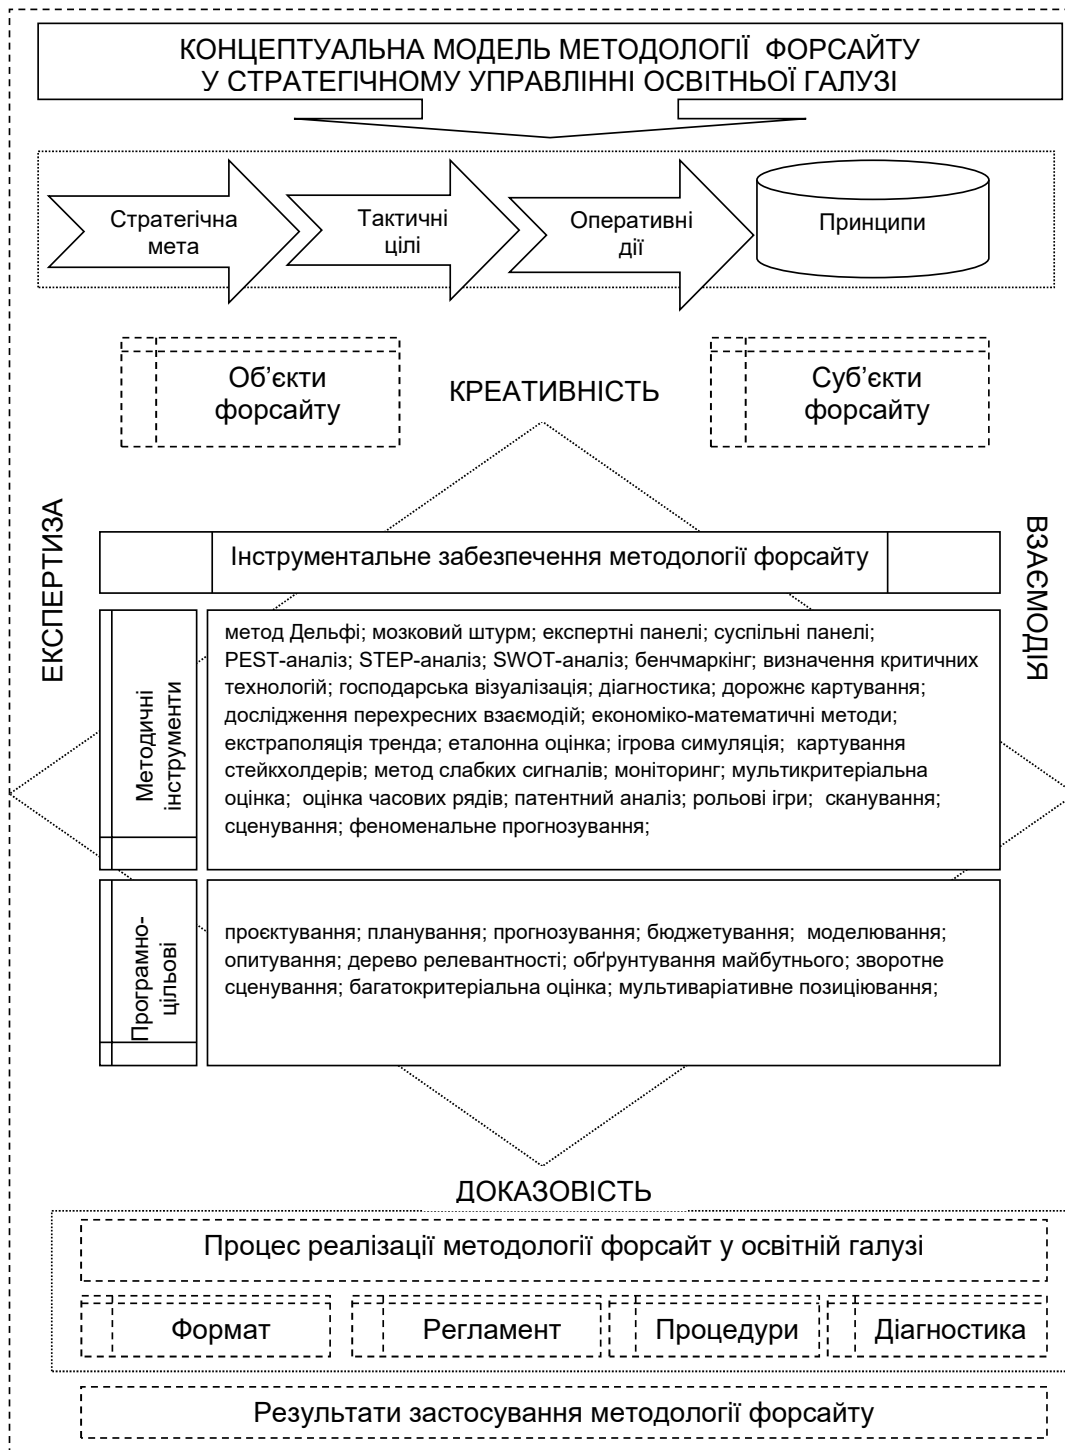 КОНЦЕПТУАЛЬНА МОДЕЛЬ МЕТОДОЛОГІЇ ФОРСАЙТУ
У СТРАТЕГІЧНОМУ УПРАВЛІННІ ОСВІТНЬОЇ ГАЛУЗІ
Стратегічна
мета
Тактичні
цілі
Оперативні
дії
Принципи
Об’єкти
форсайту
КРЕАТИВНІСТЬ
Суб’єкти
форсайту
ЕКСПЕРТИЗА
ВЗАЄМОДІЯ
Інструментальне забезпечення методології форсайту
Методичні
інструменти
метод Дельфі; мозковий штурм; експертні панелі; суспільні панелі;
PEST-аналіз; STEP-аналіз; SWOT-аналіз; бенчмаркінг; визначення критичних
технологій; господарська візуалізація; діагностика; дорожнє картування;
дослідження перехресних взаємодій; економіко-математичні методи;
екстраполяція тренда; еталонна оцінка; ігрова симуляція; картування
стейкхолдерів; метод слабких сигналів; моніторинг; мультикритеріальна
оцінка; оцінка часових рядів; патентний аналіз; рольові ігри; сканування;
сценування; феноменальне прогнозування;
Програмно-
цільові
проєктування; планування; прогнозування; бюджетування; моделювання;
опитування; дерево релевантності; обґрунтування майбутнього; зворотне
сценування; багатокритеріальна оцінка; мультиваріативне позиціювання;
ДОКАЗОВІСТЬ
Процес реалізації методології форсайт у освітній галузі
Формат
Регламент
Процедури
Діагностика
Результати застосування методології форсайту